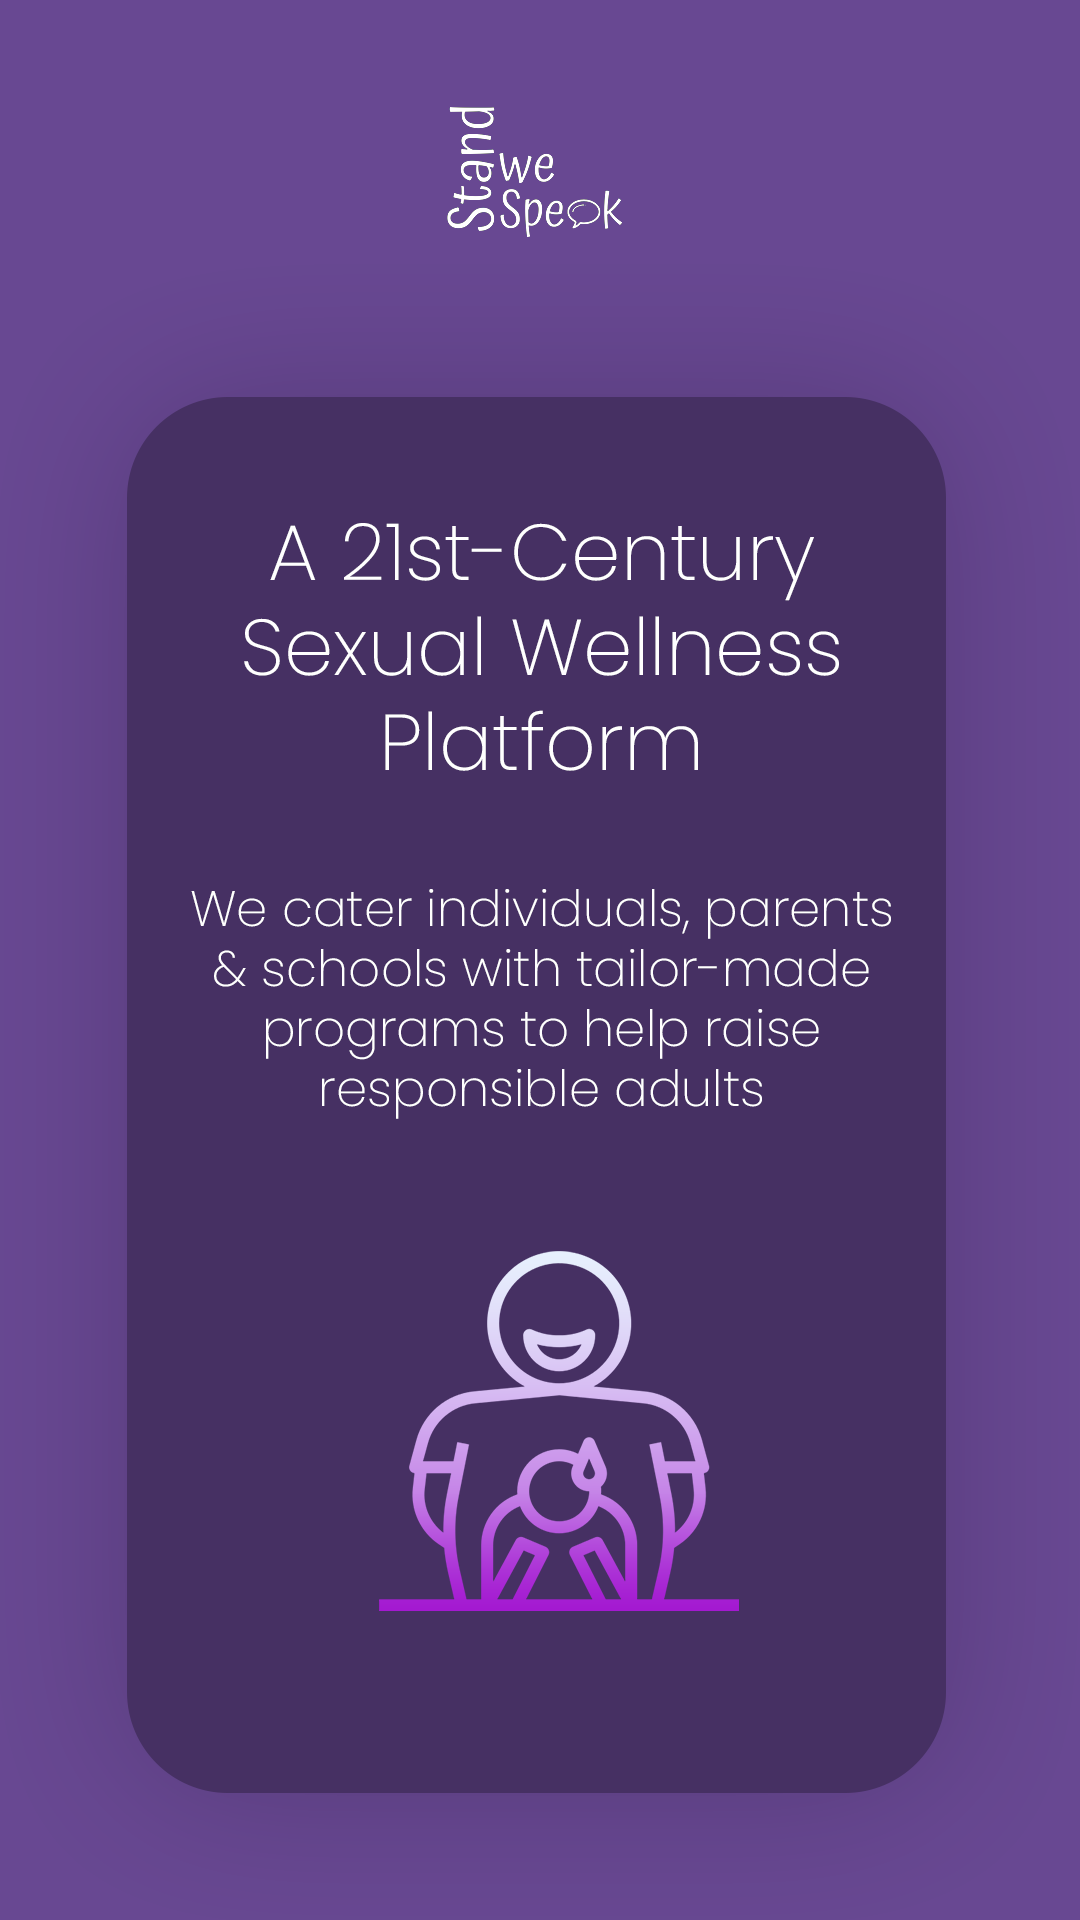 Stand
we
Speak
A 21st-Century
Sexual Wellness
Platform
We cater individuals, parents
& schools with tailor-made
programs to help raise
responsible adults